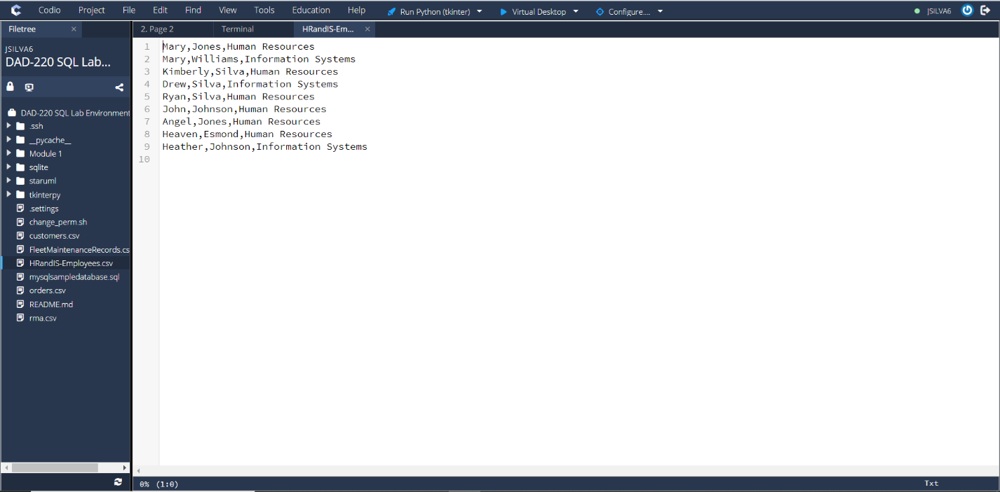 Codio Project File Edit Find View Tools Education Help Run Python (tkinter) Virtual Desktop Configure.... JSILVA6
Filetree × 2. Page 2 Terminal HRandIS-Em... ×
JSILVA6
DAD-220 SQL Lab...
DAD-220 SQL Lab Environment
.ssh
__pycache__
Module 1
sqlite
staruml
tkinterpy
.settings
change_perm.sh
customers.csv
FleetMaintenanceRecords.cs
HRandIS-Employees.csv
mysqlsampledatabase.sql
orders.csv
README.md
rma.csv
1 Mary,Jones,Human Resources
2 Mary,Williams,Information Systems
3 Kimberly,Silva,Human Resources
4 Drew,Silva,Information Systems
5 Ryan,Silva,Human Resources
6 John,Johnson,Human Resources
7 Angel,Jones,Human Resources
8 Heaven,Esmond,Human Resources
9 Heather,Johnson,Information Systems
10
0% (1:0) Txt